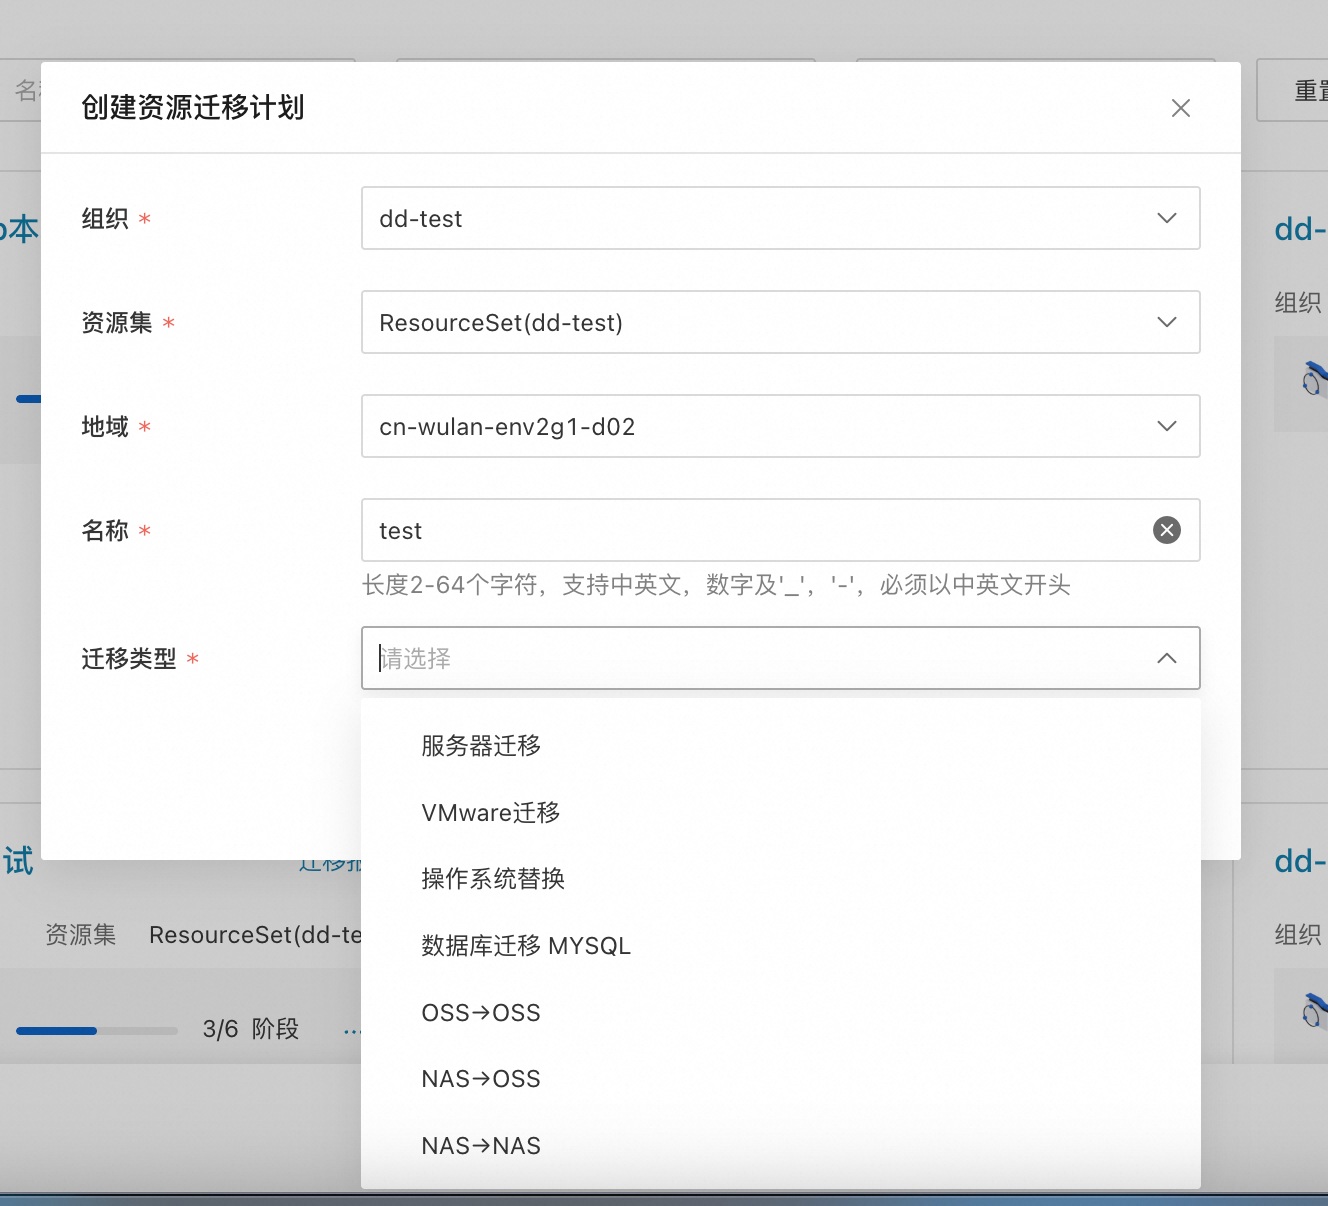 创建资源迁移计划
组织 *
dd-test
资源集 *
ResourceSet(dd-test)
地域 *
cn-wulan-env2g1-d02
名称 *
test
长度2-64个字符，支持中英文，数字及'_'，'-'，必须以中英文开头
迁移类型 *
请选择
服务器迁移
VMware迁移
操作系统替换
数据库迁移 MYSQL
OSS→OSS
NAS→OSS
NAS→NAS
名
重置
本
dd-
组织
试
迁移
dd-
资源集 ResourceSet(dd-te
组织
3/6 阶段 ...